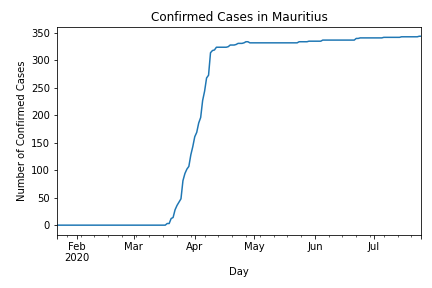 Confirmed Cases in Mauritius
Number of Confirmed Cases
350
300
250
200
150
100
50
0
Feb Mar Apr May Jun Jul
2020
Day